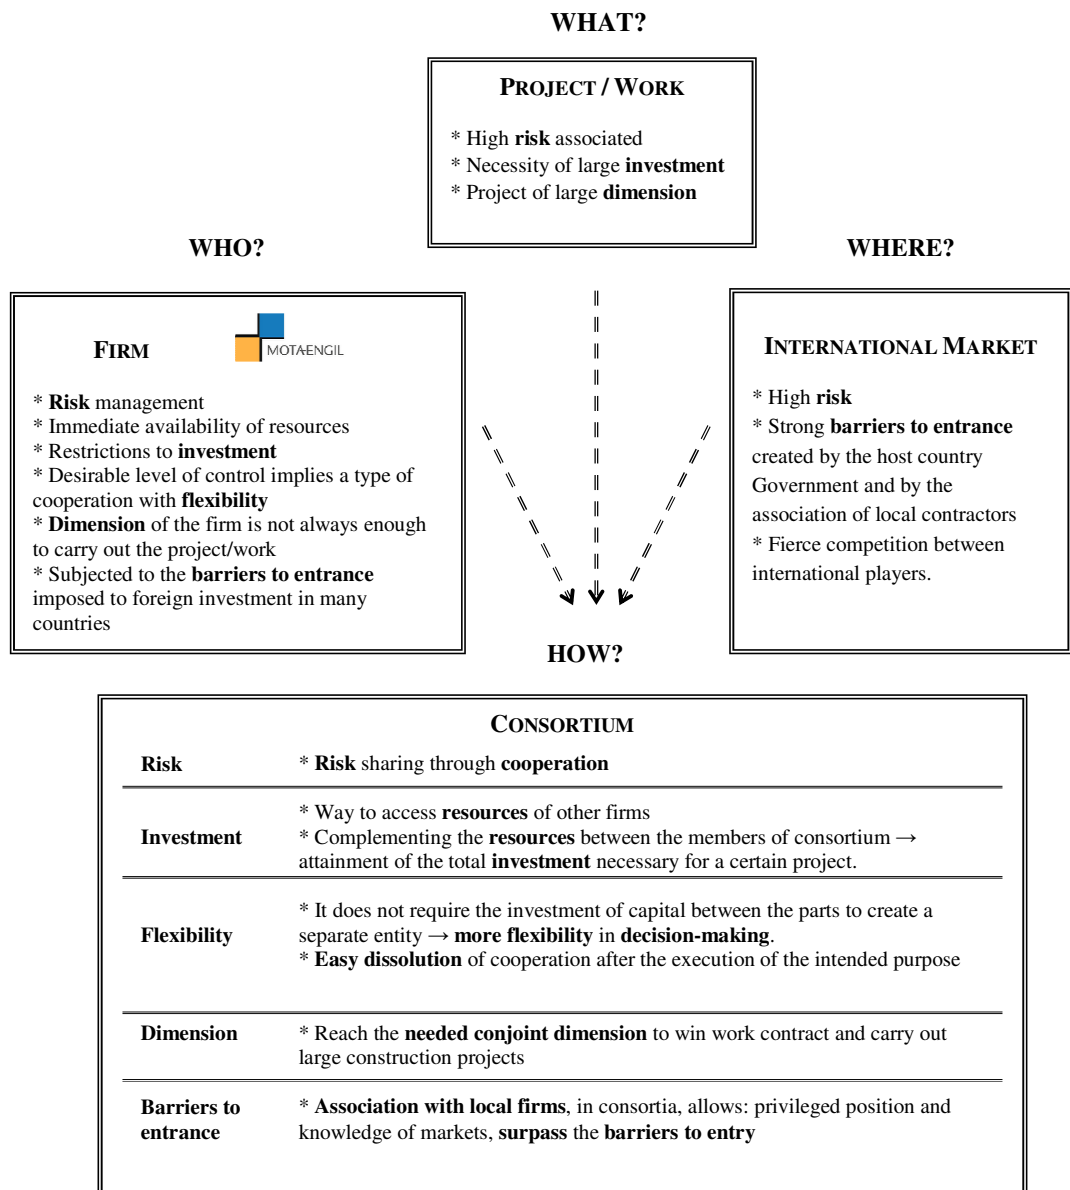 WHAT?
PROJECT / WORK
* High risk associated
* Necessity of large investment
* Project of large dimension
WHO?
WHERE?
FIRM
MOTA-ENGIL
* Risk management
* Immediate availability of resources
* Restrictions to investment
* Desirable level of control implies a type of
cooperation with flexibility
* Dimension of the firm is not always enough
to carry out the project/work
* Subjected to the barriers to entrance
imposed to foreign investment in many
countries
INTERNATIONAL MARKET
* High risk
* Strong barriers to entrance
created by the host country
Government and by the
association of local contractors
* Fierce competition between
international players.
HOW?
CONSORTIUM
Risk
* Risk sharing through cooperation
Investment
* Way to access resources of other firms
* Complementing the resources between the members of consortium →
attainment of the total investment necessary for a certain project.
Flexibility
* It does not require the investment of capital between the parts to create a
separate entity → more flexibility in decision-making.
* Easy dissolution of cooperation after the execution of the intended purpose
Dimension
* Reach the needed conjoint dimension to win work contract and carry out
large construction projects
Barriers to
entrance
* Association with local firms, in consortia, allows: privileged position and
knowledge of markets, surpass the barriers to entry